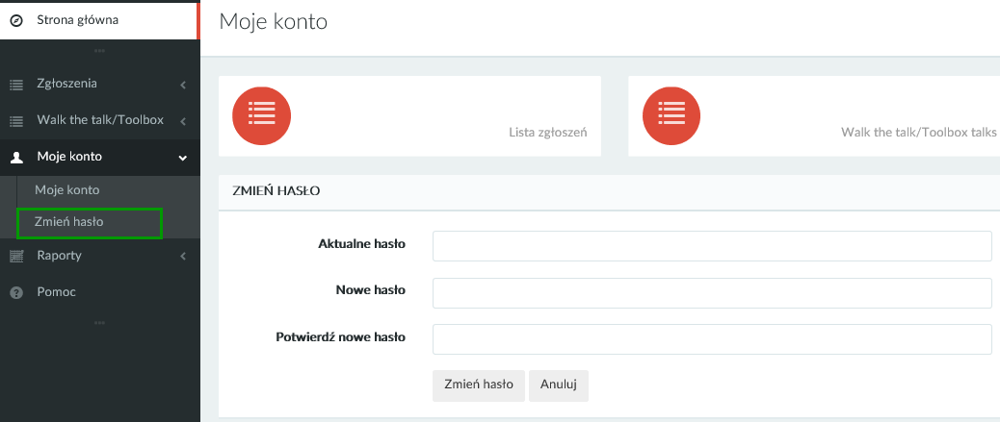 Strona główna
Zgłoszenia
Walk the talk/Toolbox
Moje konto
Moje konto
Zmień hasło
Raporty
Pomoc
Moje konto
Lista zgłoszeń
Walk the talk/Toolbox talks
ZMIEŃ HASŁO
Aktualne hasło
Nowe hasło
Potwierdź nowe hasło
Zmień hasło Anuluj